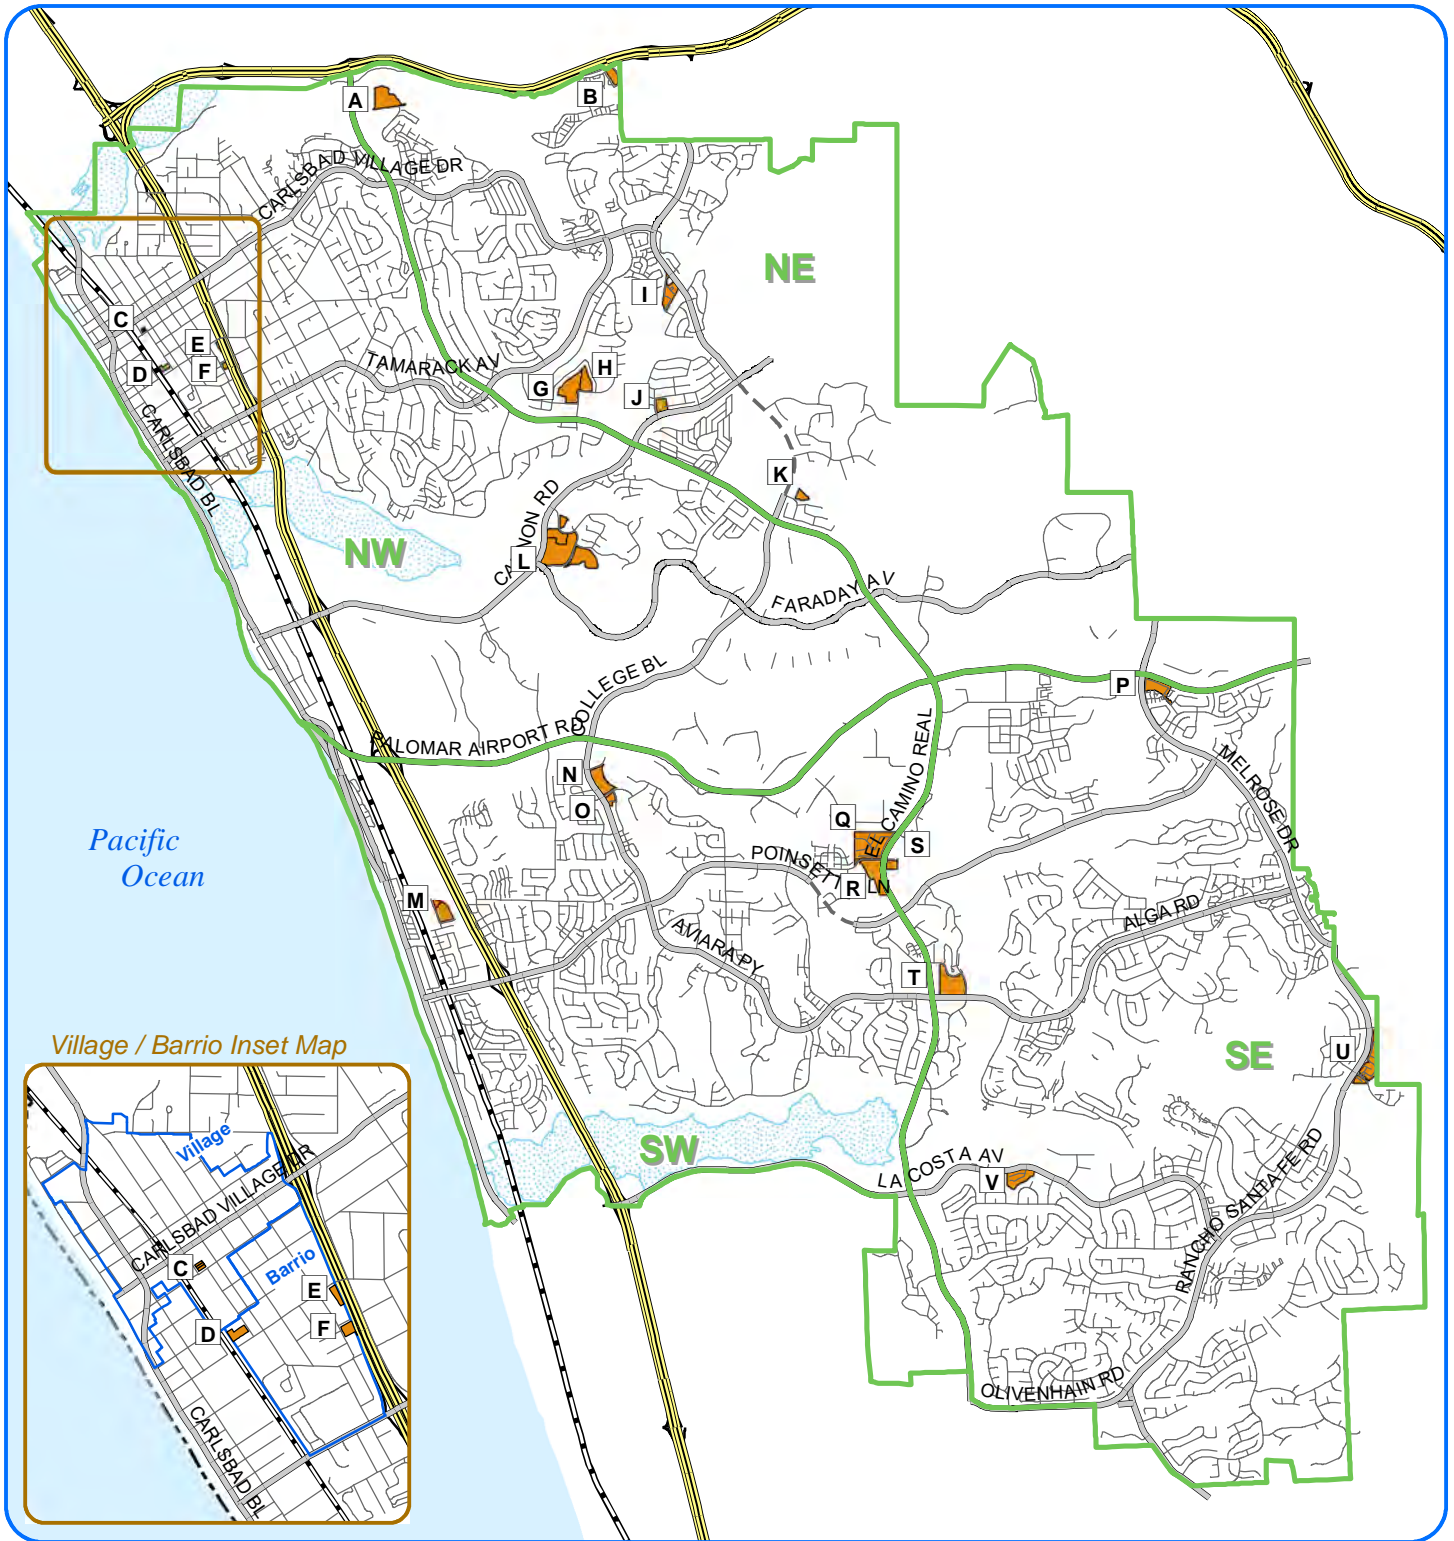 A
B
CARLSBAD VILLAGE DR
NE
I
C
E
D
F
TAMARACK AV
G
H
J
CARLSBAD BL
K
CANNON RD
NW
L
FARADAY AV
COLLEGE BL
P
PALOMAR AIRPORT RD
EL CAMINO REAL
MELROSE DR
N
O
Q
S
Pacific
Ocean
POINSETTIA LN
R
M
ALGA RD
AVIARA PY
T
Village / Barrio Inset Map
SE
U
SW
LA COSTA AV
V
RANCHO SANTA FE RD
OLIVENHAIN RD
Village
CARLSBAD VILLAGE DR
Barrio
C
E
D
F
CARLSBAD BL